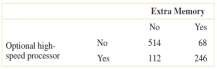 Extra Memory
No Yes
Optional high-
speed processor
No 514 68
Yes 112 246